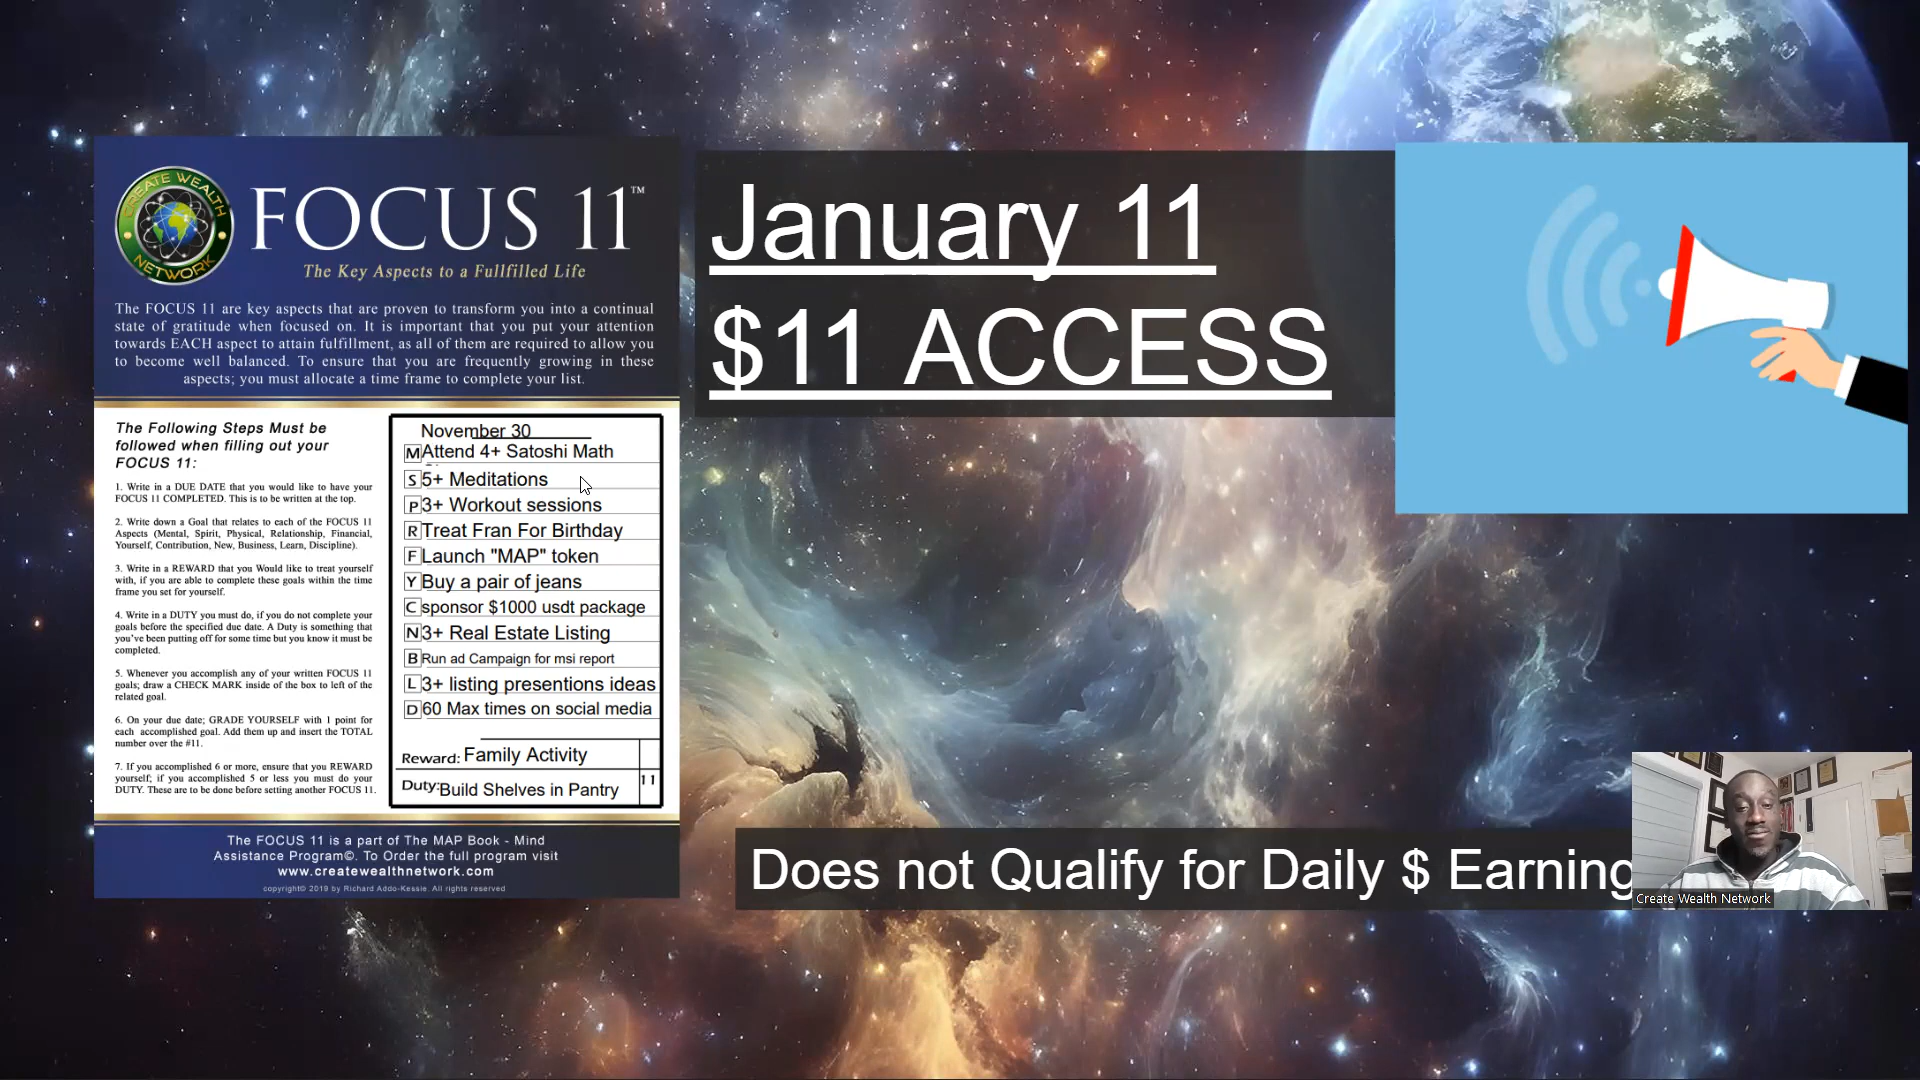 CREATE WEALTH
NETWORK
FOCUS 11™
The Key Aspects to a Fullfilled Life
The FOCUS 11 are key aspects that are proven to transform you into a continual
state of gratitude when focused on. It is important that you put your attention
towards EACH aspect to attain fulfillment, as all of them are required to allow you
to become well balanced. To ensure that you are frequently growing in these
aspects; you must allocate a time frame to complete your list.
The Following Steps Must be
followed when filling out your
FOCUS 11:
1. Write in a DUE DATE that you would like to have your
FOCUS 11 COMPLETED. This is to be written at the top.
2. Write down a Goal that relates to each of the FOCUS 11
Aspects (Mental, Spirit, Physical, Relationship, Financial,
Yourself, Contribution, New, Business, Learn, Discipline).
3. Write in a REWARD that you Would like to treat yourself
with, if you are able to complete these goals within the time
frame you set for yourself.
4. Write in a DUTY you must do, if you do not complete your
goals before the specified due date. A Duty is something that
you've been putting off for some time but you know it must be
completed.
5. Whenever you accomplish any of your written FOCUS 11
goals; draw a CHECK MARK inside of the box to left of the
related goal.
6. On your due date; GRADE YOURSELF with 1 point for
each accomplished goal. Add them up and insert the TOTAL
number over the #11.
7. If you accomplished 6 or more, ensure that you REWARD
yourself; if you accomplished 5 or less you must do your
DUTY. These are to be done before setting another FOCUS 11.
November 30
M Attend 4+ Satoshi Math
S 5+ Meditations
P 3+ Workout sessions
R Treat Fran For Birthday
F Launch "MAP" token
Y Buy a pair of jeans
C sponsor $1000 usdt package
N 3+ Real Estate Listing
B Run ad Campaign for msi report
L 3+ listing presentions ideas
D 60 Max times on social media
Reward: Family Activity
Duty: Build Shelves in Pantry
11
The FOCUS 11 is a part of The MAP Book - Mind
Assistance Program©. To Order the full program visit
www.createwealthnetwork.com
copyright© 2019 by Richard Addo-Kessie. All rights reserved
January 11
$11 ACCESS
Does not Qualify for Daily $ Earning
Create Wealth Network